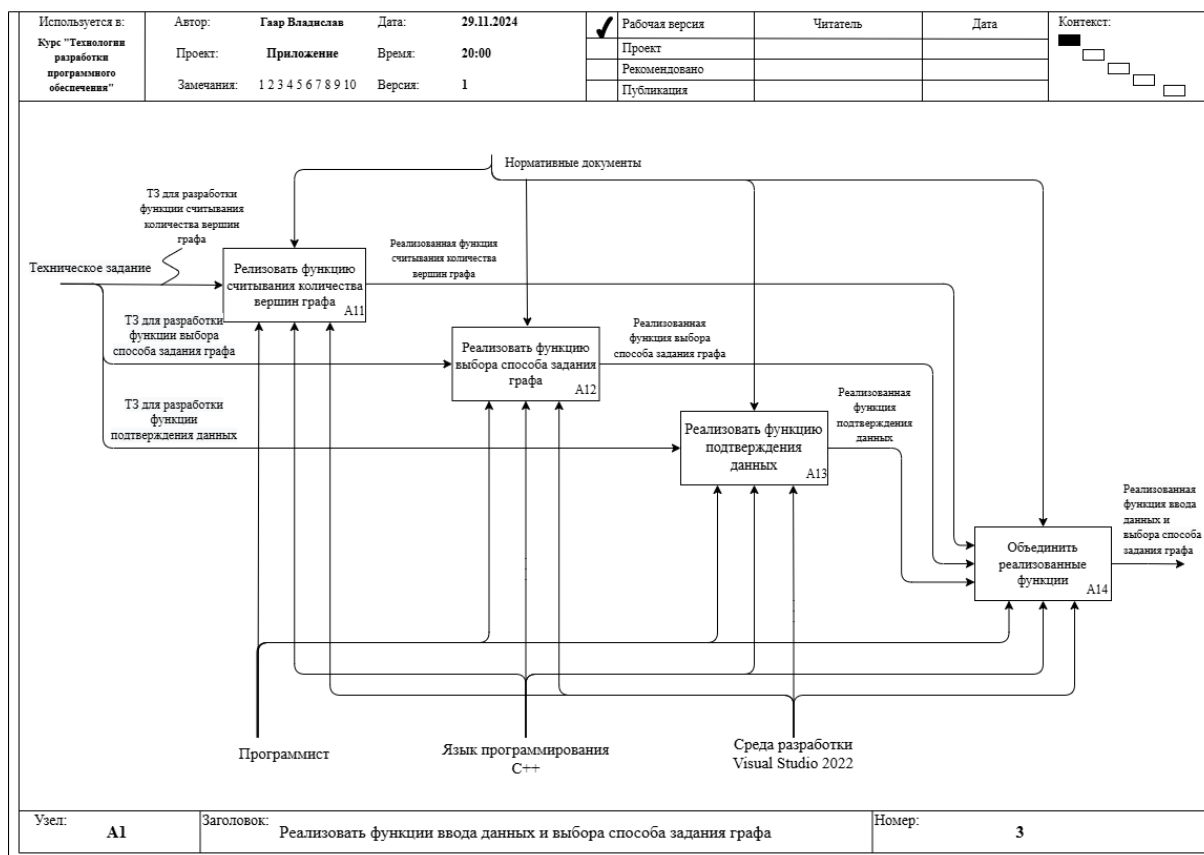 Используется в:
Курс "Технологии
разработки
программного
обеспечения"
Автор:
Гаар Владислав
Дата:
29.11.2024
Проект:
Приложение
Время:
20:00
Замечания:
1 2 3 4 5 6 7 8 9 10
Версия:
1
Рабочая версия
Читатель
Дата
Проект
Рекомендовано
Публикация
Контекст:
Нормативные документы
ТЗ для разработки
функции считывания
количества вершин
графа
Техническое задание
Релизовать функцию
считывания количества
вершин графа
A11
Реализованная функция
считывания количества
вершин графа
ТЗ для разработки
функции выбора
способа задания графа
Реализовать функцию
выбора способа задания
графа
A12
Реализованная
функция выбора
способа задания графа
ТЗ для разработки
функции
подтверждения данных
Реализовать функцию
подтверждения
данных
A13
Реализованная
функция
подтверждения
данных
Объединить
реализованные
функции
A14
Реализованная
функция ввода
данных и
выбора способа
задания графа
Программист
Язык программирования
C++
Среда разработки
Visual Studio 2022
Узел:
A1
Заголовок:
Реализовать функции ввода данных и выбора способа задания графа
Номер:
3